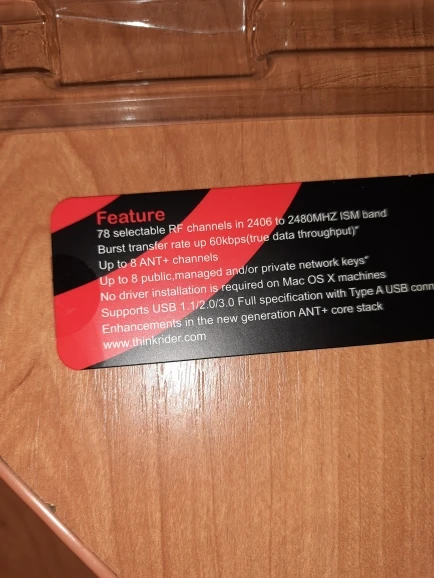 Feature
78 selectable RF channels in 2406 to 2480MHZ ISM band
Burst transfer rate up 60kbps(true data throughput)"
Up to 8 ANT+ channels
Up to 8 public,managed and/or private network keys"
No driver installation is required on Mac OS X machines
Supports USB 1.1/2.0/3.0 Full specification with Type A USB conn
Enhancements in the new generation ANT+ core stack
www.thinkrider.com